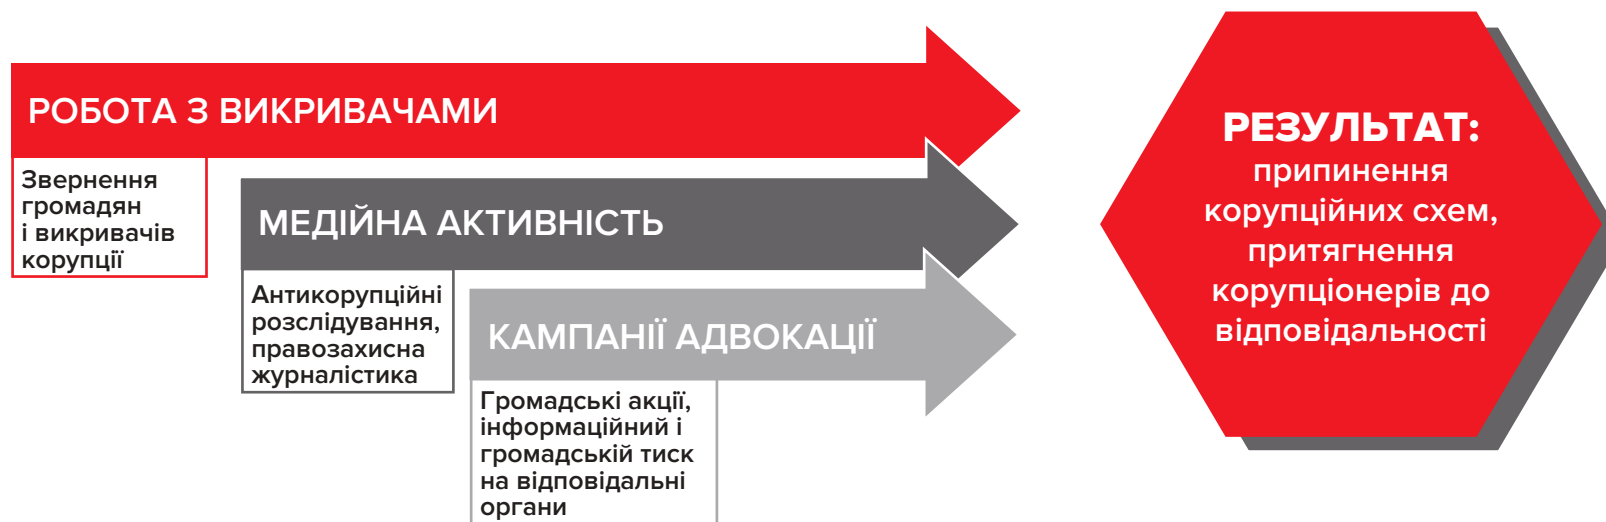 РОБОТА З ВИКРИВАЧАМИ
Звернення
громадян
і викривачів
корупції
МЕДІЙНА АКТИВНІСТЬ
Антикорупційні
розслідування,
правозахисна
журналістика
КАМПАНІЇ АДВОКАЦІЇ
Громадські акції,
інформаційний і
громадській тиск
на відповідальні
органи
РЕЗУЛЬТАТ:
припинення
корупційних схем,
притягнення
корупціонерів до
відповідальності